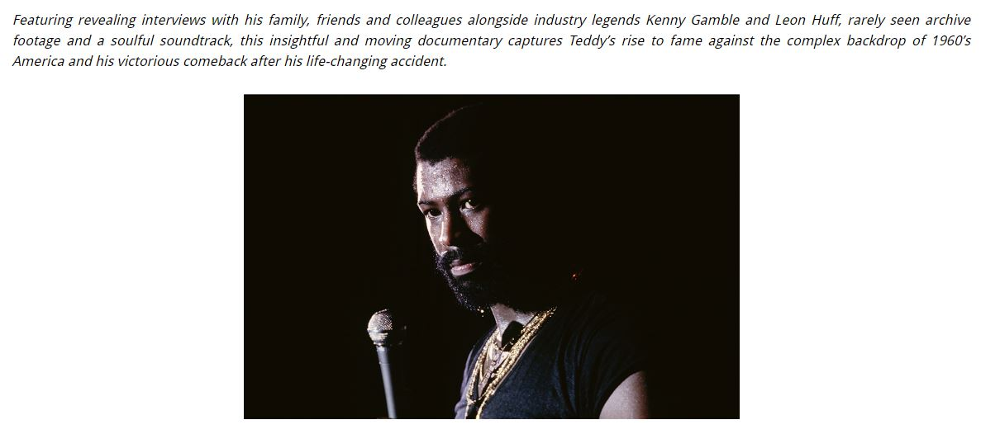 Featuring revealing interviews with his family, friends and colleagues alongside industry legends Kenny Gamble and Leon Huff, rarely seen archive
footage and a soulful soundtrack, this insightful and moving documentary captures Teddy’s rise to fame against the complex backdrop of 1960’s
America and his victorious comeback after his life-changing accident.